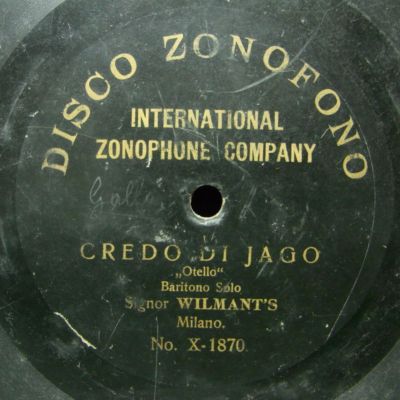 DISCO ZONOFONO
INTERNATIONAL
ZONOPHONE COMPANY
CREDO DI JAGO
„Otello“
Baritono Solo
Signor WILMANT'S
Milano.
No. X-1870.